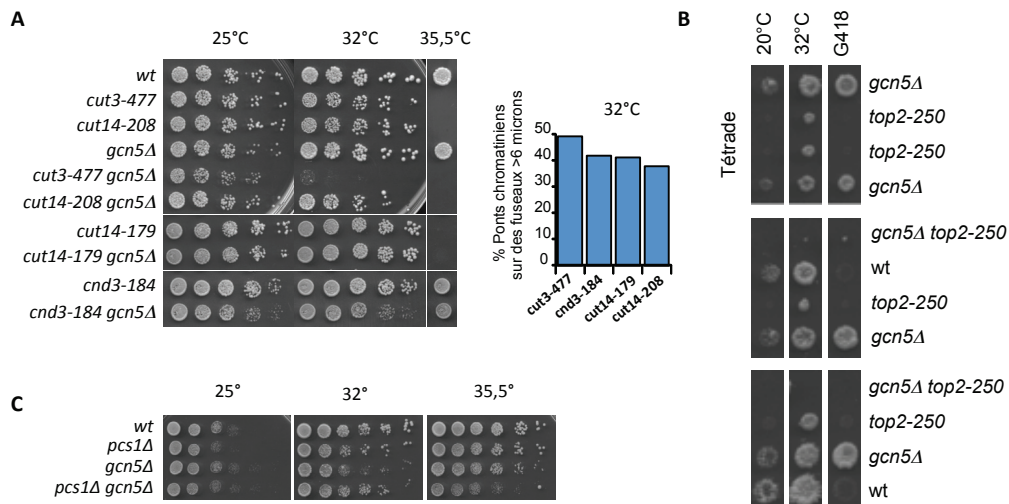 A
25°C 32°C 35,5°C
wt
cut3-477
cut14-208
gcn5Δ
cut3-477 gcn5Δ
cut14-208 gcn5Δ
cut14-179
cut14-179 gcn5Δ
cnd3-184
cnd3-184 gcn5Δ
32°C
% Ponts chromatiniens
sur des fuseaux >6 microns
50
40
30
20
10
0
cut3-477
cnd3-184
cut14-179
cut14-208
B
20°C
32°C
G418
Tétrade
gcn5Δ
top2-250
top2-250
gcn5Δ
gcn5Δ top2-250
wt
top2-250
gcn5Δ
gcn5Δ top2-250
top2-250
gcn5Δ
wt
C
25° 32° 35,5°
wt
pcs1Δ
gcn5Δ
pcs1Δ gcn5Δ